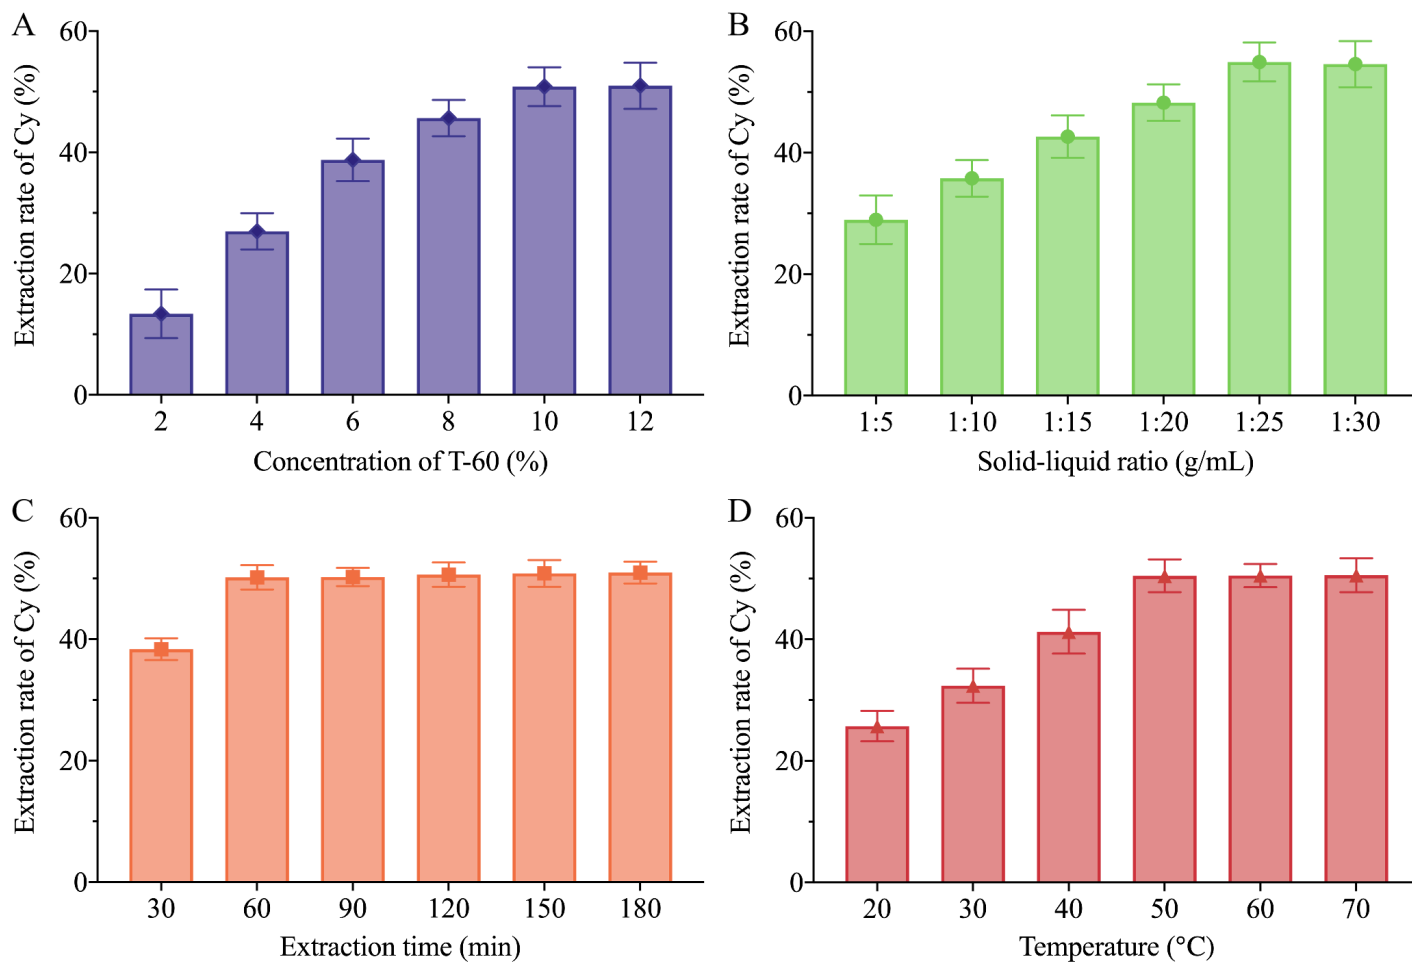 A
Extraction rate of Cy (%)
60
40
20
0
2 4 6 8 10 12
Concentration of T-60 (%)
B
Extraction rate of Cy (%)
60
40
20
0
1:5 1:10 1:15 1:20 1:25 1:30
Solid-liquid ratio (g/mL)
C
Extraction rate of Cy (%)
60
40
20
0
30 60 90 120 150 180
Extraction time (min)
D
Extraction rate of Cy (%)
60
40
20
0
20 30 40 50 60 70
Temperature (°C)